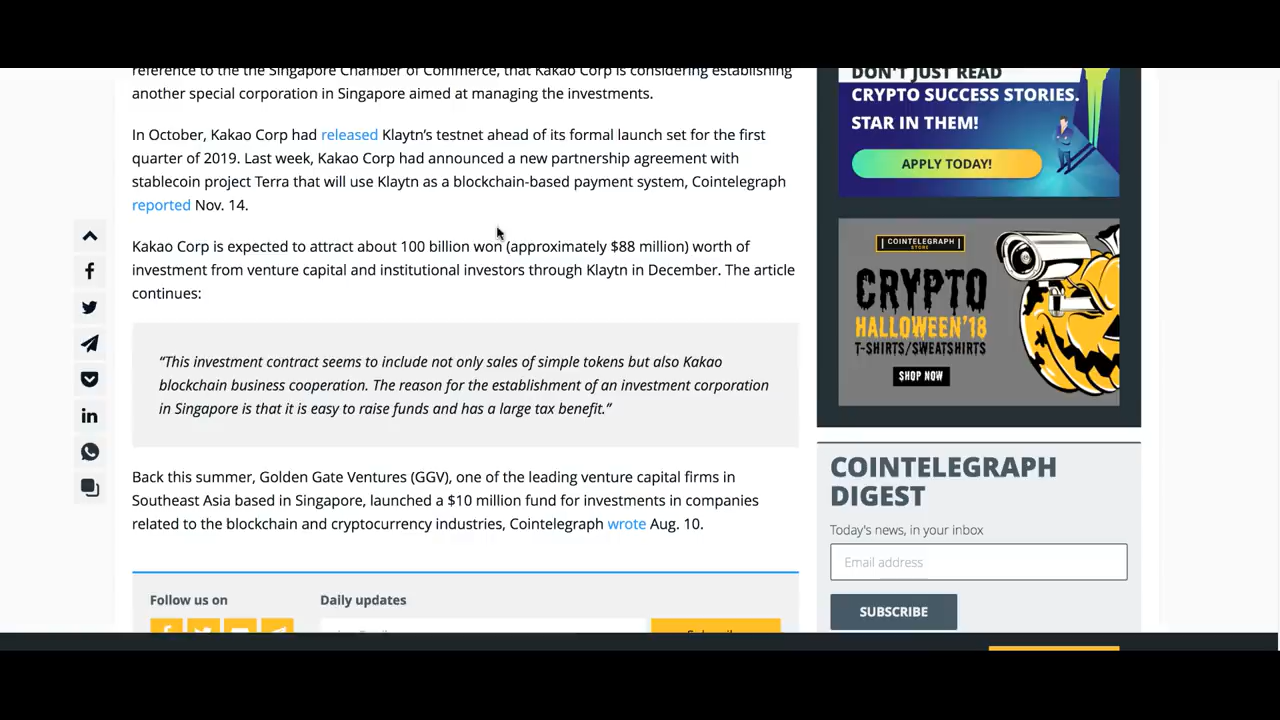 reference to the the Singapore Chamber of Commerce, that Kakao Corp is considering establishing
another special corporation in Singapore aimed at managing the investments.
In October, Kakao Corp had released Klaytn’s testnet ahead of its formal launch set for the first
quarter of 2019. Last week, Kakao Corp had announced a new partnership agreement with
stablecoin project Terra that will use Klaytn as a blockchain-based payment system, Cointelegraph
reported Nov. 14.
Kakao Corp is expected to attract about 100 billion won (approximately $88 million) worth of
investment from venture capital and institutional investors through Klaytn in December. The article
continues:
“This investment contract seems to include not only sales of simple tokens but also Kakao
blockchain business cooperation. The reason for the establishment of an investment corporation
in Singapore is that it is easy to raise funds and has a large tax benefit.”
Back this summer, Golden Gate Ventures (GGV), one of the leading venture capital firms in
Southeast Asia based in Singapore, launched a $10 million fund for investments in companies
related to the blockchain and cryptocurrency industries, Cointelegraph wrote Aug. 10.
Follow us on
Daily updates
DON'T JUST READ
CRYPTO SUCCESS STORIES.
STAR IN THEM!
APPLY TODAY!
COINTELEGRAPH
STORE
CRYPTO
HALLOWEEN'18
T-SHIRTS/SWEATSHIRTS
SHOP NOW
COINTELEGRAPH
DIGEST
Today's news, in your inbox
Email address
SUBSCRIBE